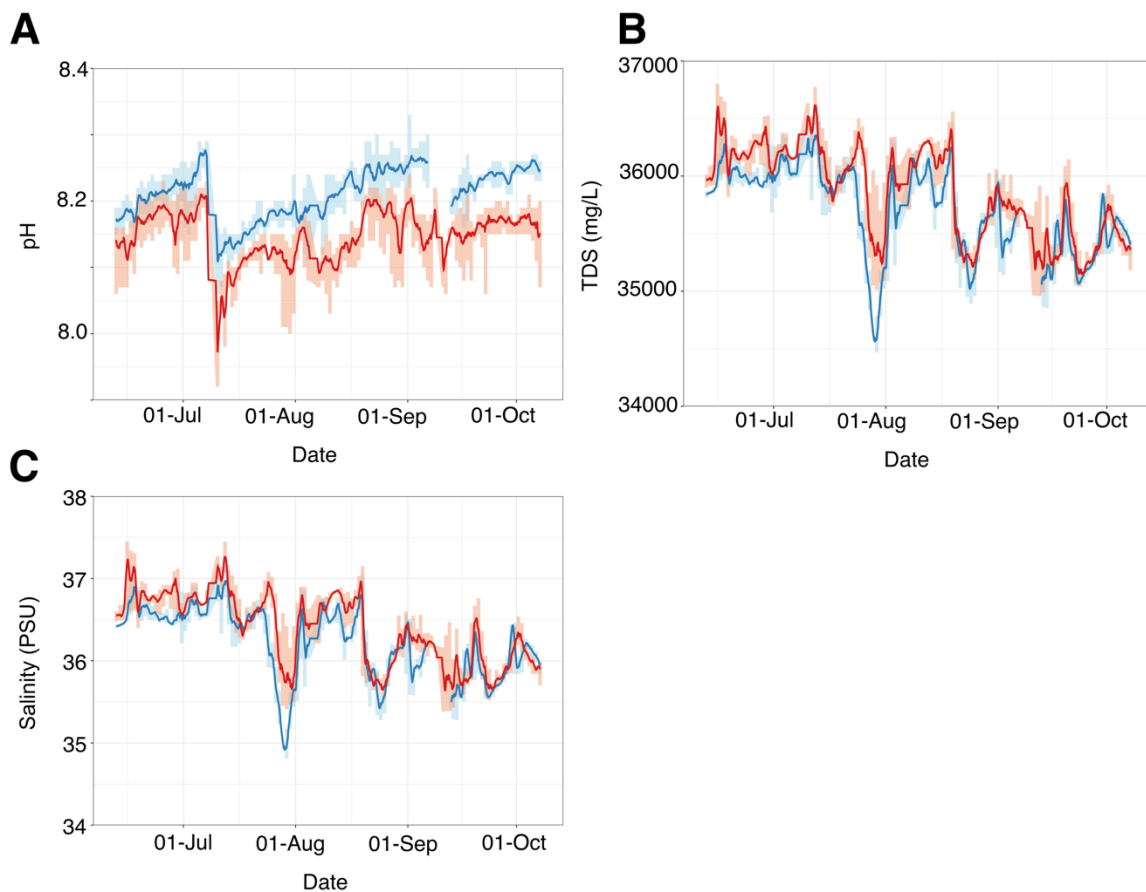 A
8.4
8.2
8.0
pH
01-Jul 01-Aug 01-Sep 01-Oct
Date
B
37000
36000
35000
34000
TDS (mg/L)
01-Jul 01-Aug 01-Sep 01-Oct
Date
C
38
37
36
35
34
Salinity (PSU)
01-Jul 01-Aug 01-Sep 01-Oct
Date